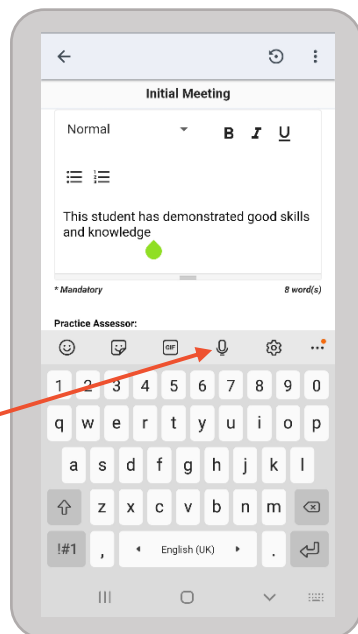 Initial Meeting
Normal B I U
This student has demonstrated good skills
and knowledge
* Mandatory 8 word(s)
Practice Assessor:
GIF
1 2 3 4 5 6 7 8 9 0
q w e r t y u i o p
a s d f g h j k l
z x c v b n m
!#1 , English (UK) .